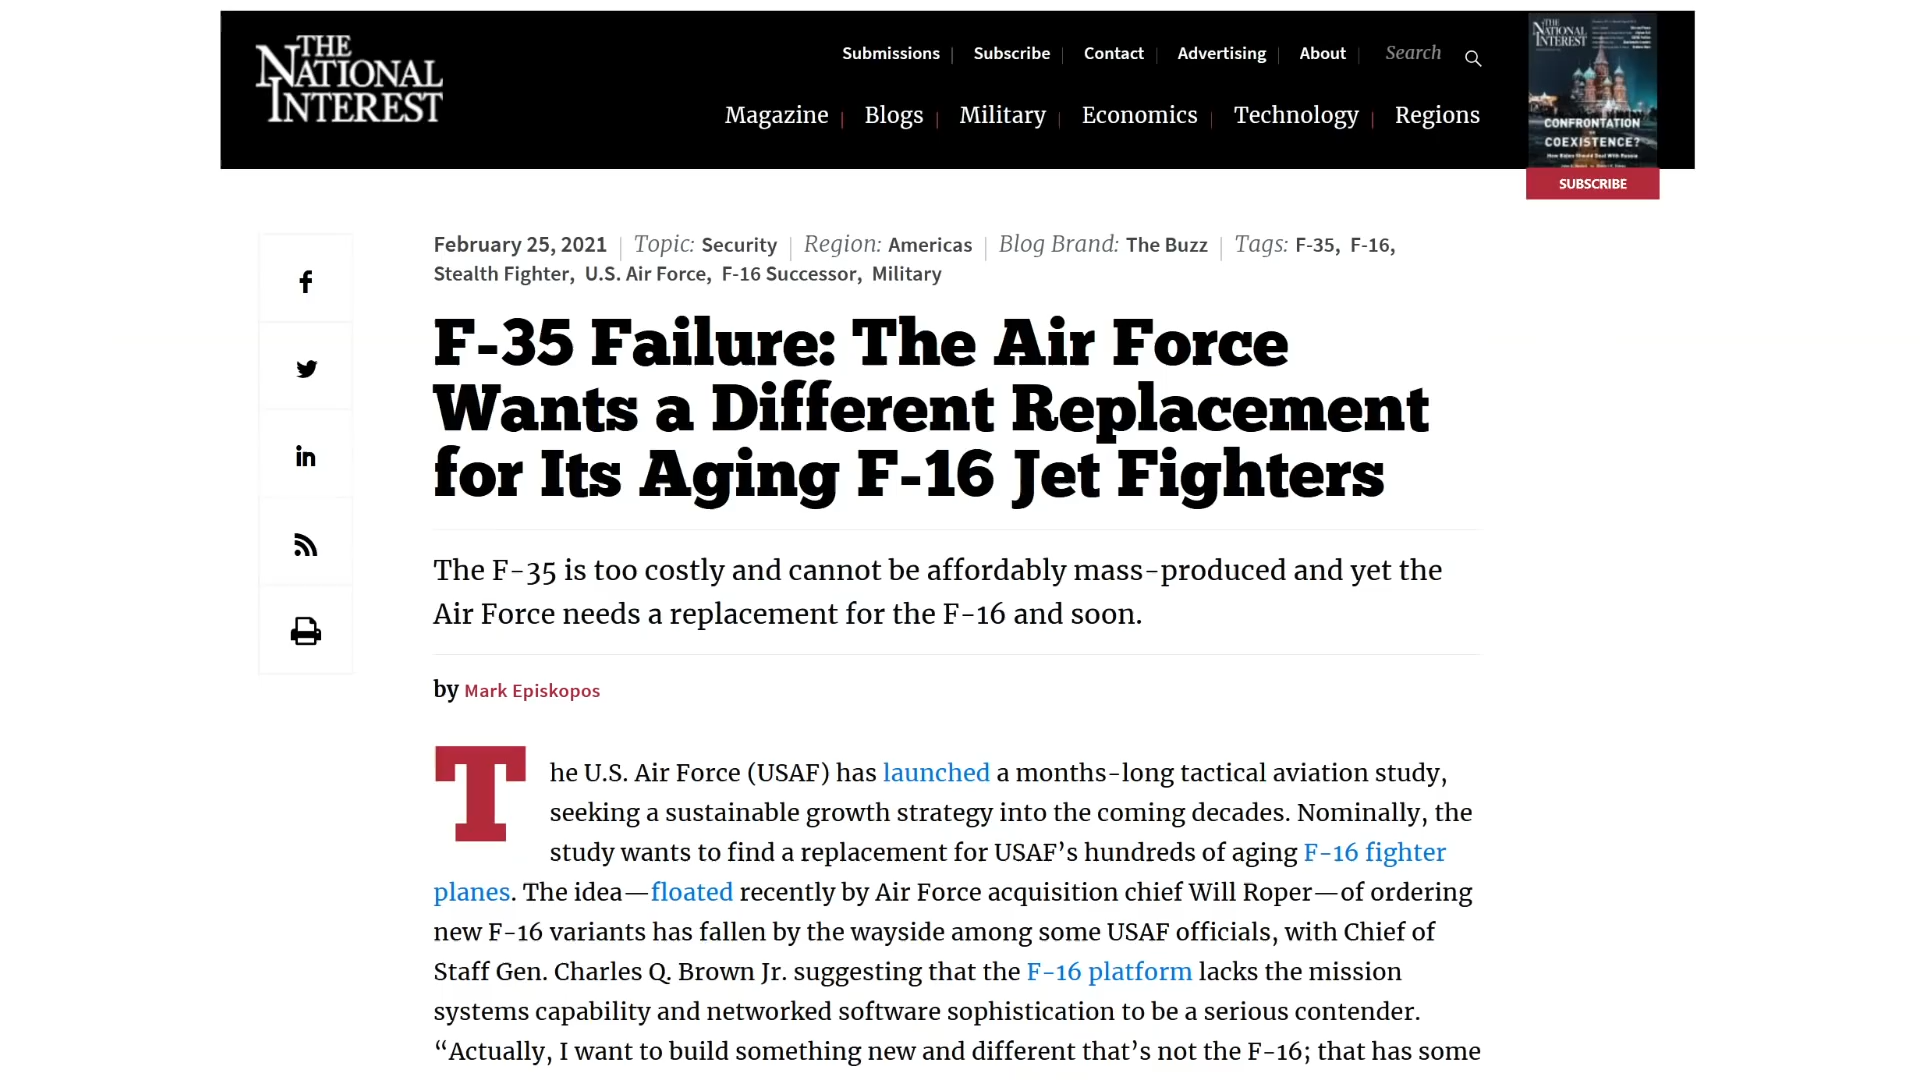 THE
NATIONAL
INTEREST
Submissions
Subscribe
Contact
Advertising
About
Search
Magazine
Blogs
Military
Economics
Technology
Regions
THE
NATIONAL
INTEREST
CONFRONTATION
OR
COEXISTENCE?
How Biden Should Deal With Russia
SUBSCRIBE
February 25, 2021 Topic: Security Region: Americas Blog Brand: The Buzz Tags: F-35, F-16,
Stealth Fighter, U.S. Air Force, F-16 Successor, Military
F-35 Failure: The Air Force
Wants a Different Replacement
for Its Aging F-16 Jet Fighters
The F-35 is too costly and cannot be affordably mass-produced and yet the
Air Force needs a replacement for the F-16 and soon.
by Mark Episkopos
The U.S. Air Force (USAF) has launched a months-long tactical aviation study,
seeking a sustainable growth strategy into the coming decades. Nominally, the
study wants to find a replacement for USAF’s hundreds of aging F-16 fighter
planes. The idea—floated recently by Air Force acquisition chief Will Roper—of ordering
new F-16 variants has fallen by the wayside among some USAF officials, with Chief of
Staff Gen. Charles Q. Brown Jr. suggesting that the F-16 platform lacks the mission
systems capability and networked software sophistication to be a serious contender.
“Actually, I want to build something new and different that’s not the F-16; that has some